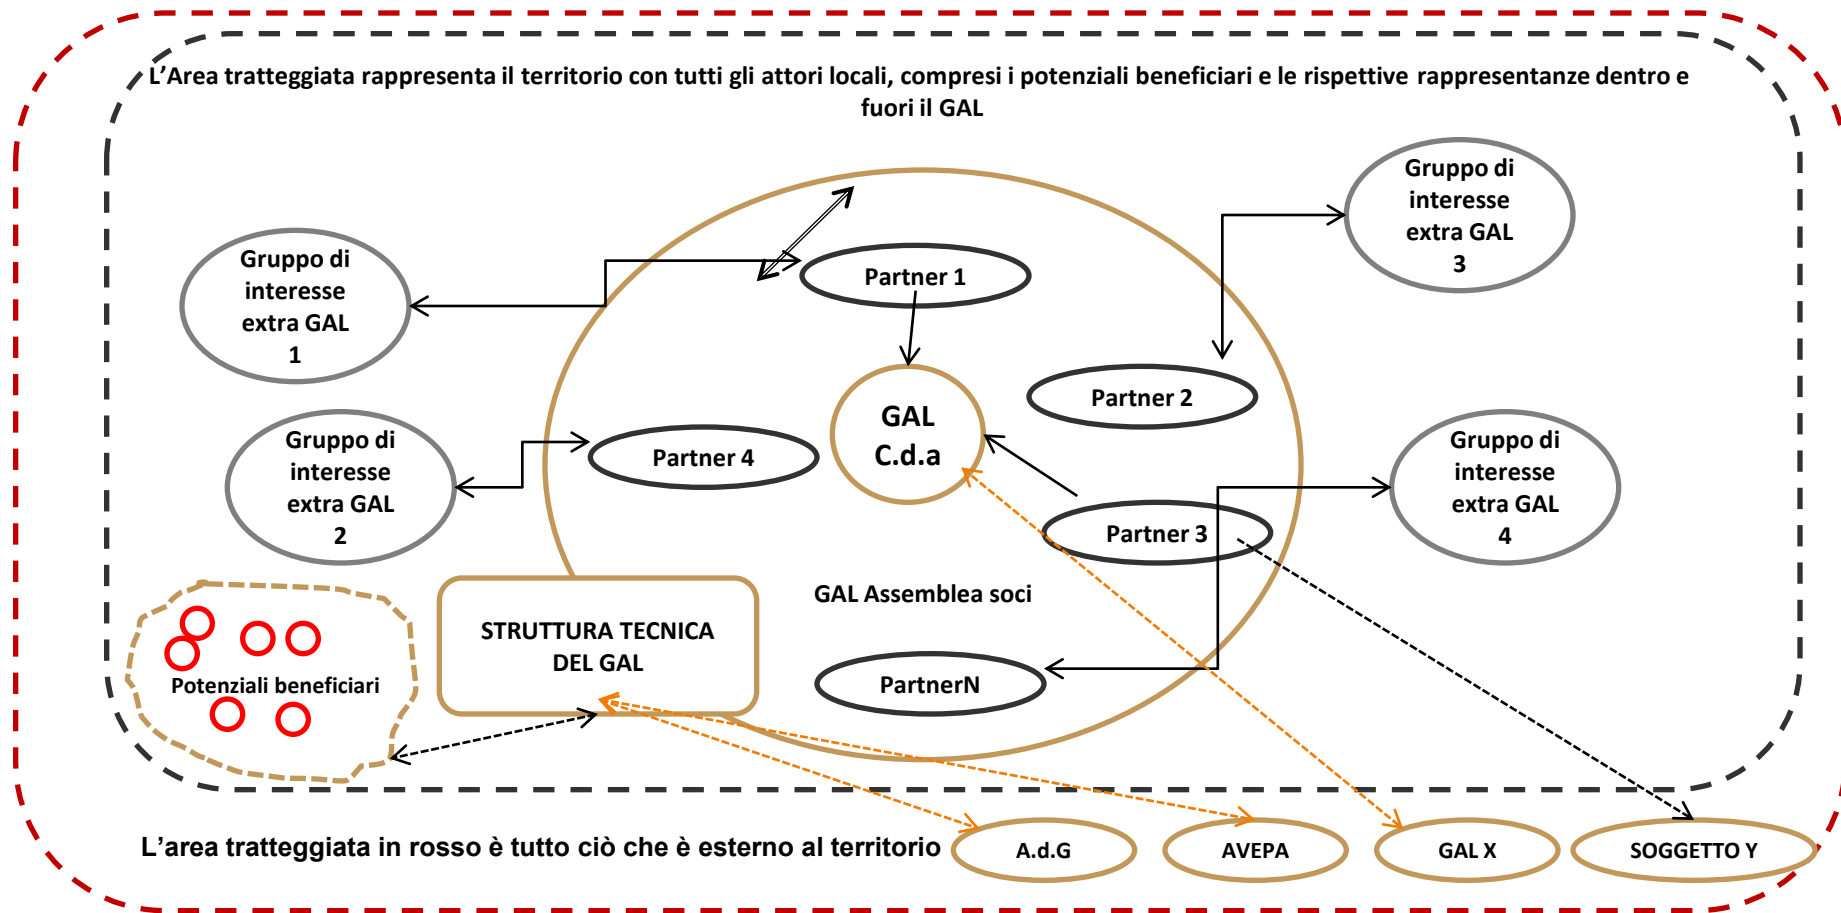 L’Area tratteggiata rappresenta il territorio con tutti gli attori locali, compresi i potenziali beneficiari e le rispettive rappresentanze dentro e
fuori il GAL
Gruppo di
interesse
extra GAL
3
Gruppo di
interesse
extra GAL
1
Partner 1
Partner 2
GAL
C.d.a
Gruppo di
interesse
extra GAL
2
Partner 4
Gruppo di
interesse
extra GAL
4
Partner 3
GAL Assemblea soci
STRUTTURA TECNICA
DEL GAL
Potenziali beneficiari
PartnerN
L’area tratteggiata in rosso è tutto ciò che è esterno al territorio
A.d.G
AVEPA
GAL X
SOGGETTO Y